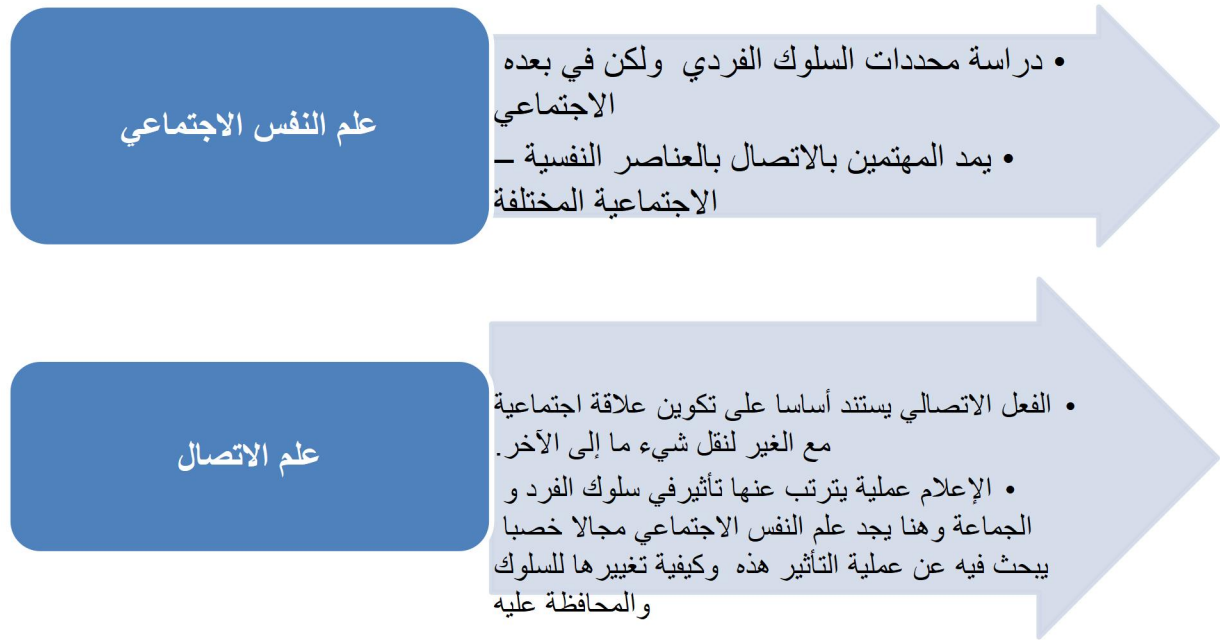 علم النفس الاجتماعي
• دراسة محددات السلوك الفردي ولكن في بعده
الاجتماعي
• يمد المهتمين بالاتصال بالعناصر النفسية –
الاجتماعية المختلفة
علم الاتصال
• الفعل الاتصالي يستند أساسا على تكوين علاقة اجتماعية
مع الغير لنقل شيء ما إلى الآخر.
• الإعلام عملية يترتب عنها تأثيرفي سلوك الفرد و
الجماعة وهنا يجد علم النفس الاجتماعي مجالا خصبا
يبحث فيه عن عملية التأثير هذه وكيفية تغييرها للسلوك
والمحافظة عليه